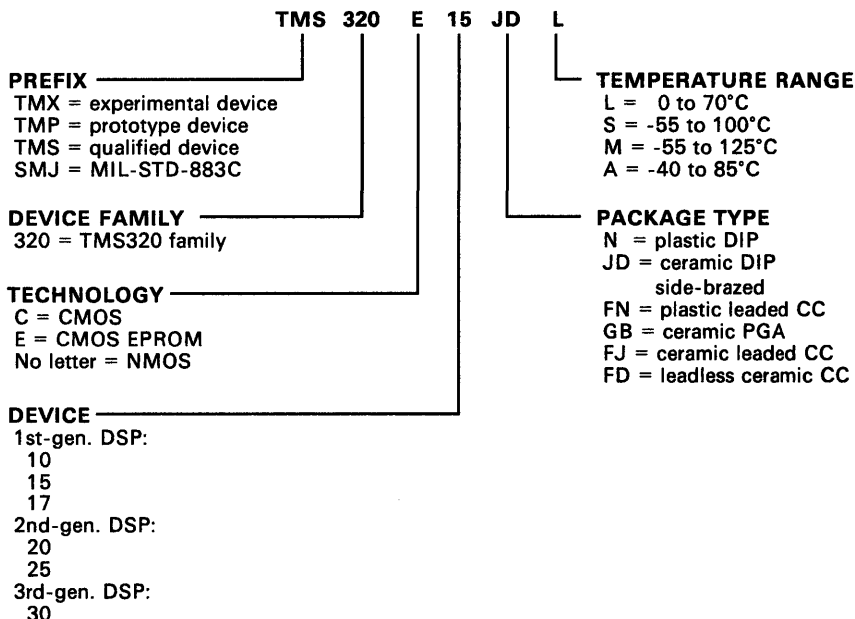 TMS 320 E 15 JD L
PREFIX
TMX = experimental device
TMP = prototype device
TMS = qualified device
SMJ = MIL-STD-883C
DEVICE FAMILY
320 = TMS320 family
TECHNOLOGY
C = CMOS
E = CMOS EPROM
No letter = NMOS
DEVICE
1st-gen. DSP:
10
15
17
2nd-gen. DSP:
20
25
3rd-gen. DSP:
30
TEMPERATURE RANGE
L = 0 to 70°C
S = -55 to 100°C
M = -55 to 125°C
A = -40 to 85°C
PACKAGE TYPE
N = plastic DIP
JD = ceramic DIP
side-brazed
FN = plastic leaded CC
GB = ceramic PGA
FJ = ceramic leaded CC
FD = leadless ceramic CC